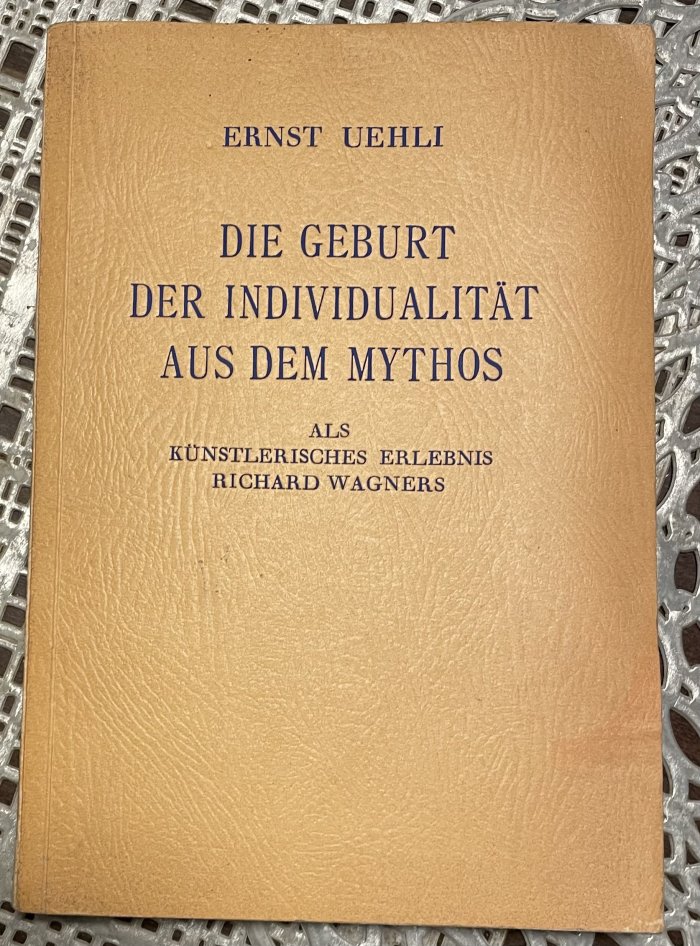 ERNST UEHLI
DIE GEBURT
DER INDIVIDUALITÄT
AUS DEM MYTHOS
ALS
KÜNSTLERISCHES ERLEBNIS
RICHARD WAGNERS